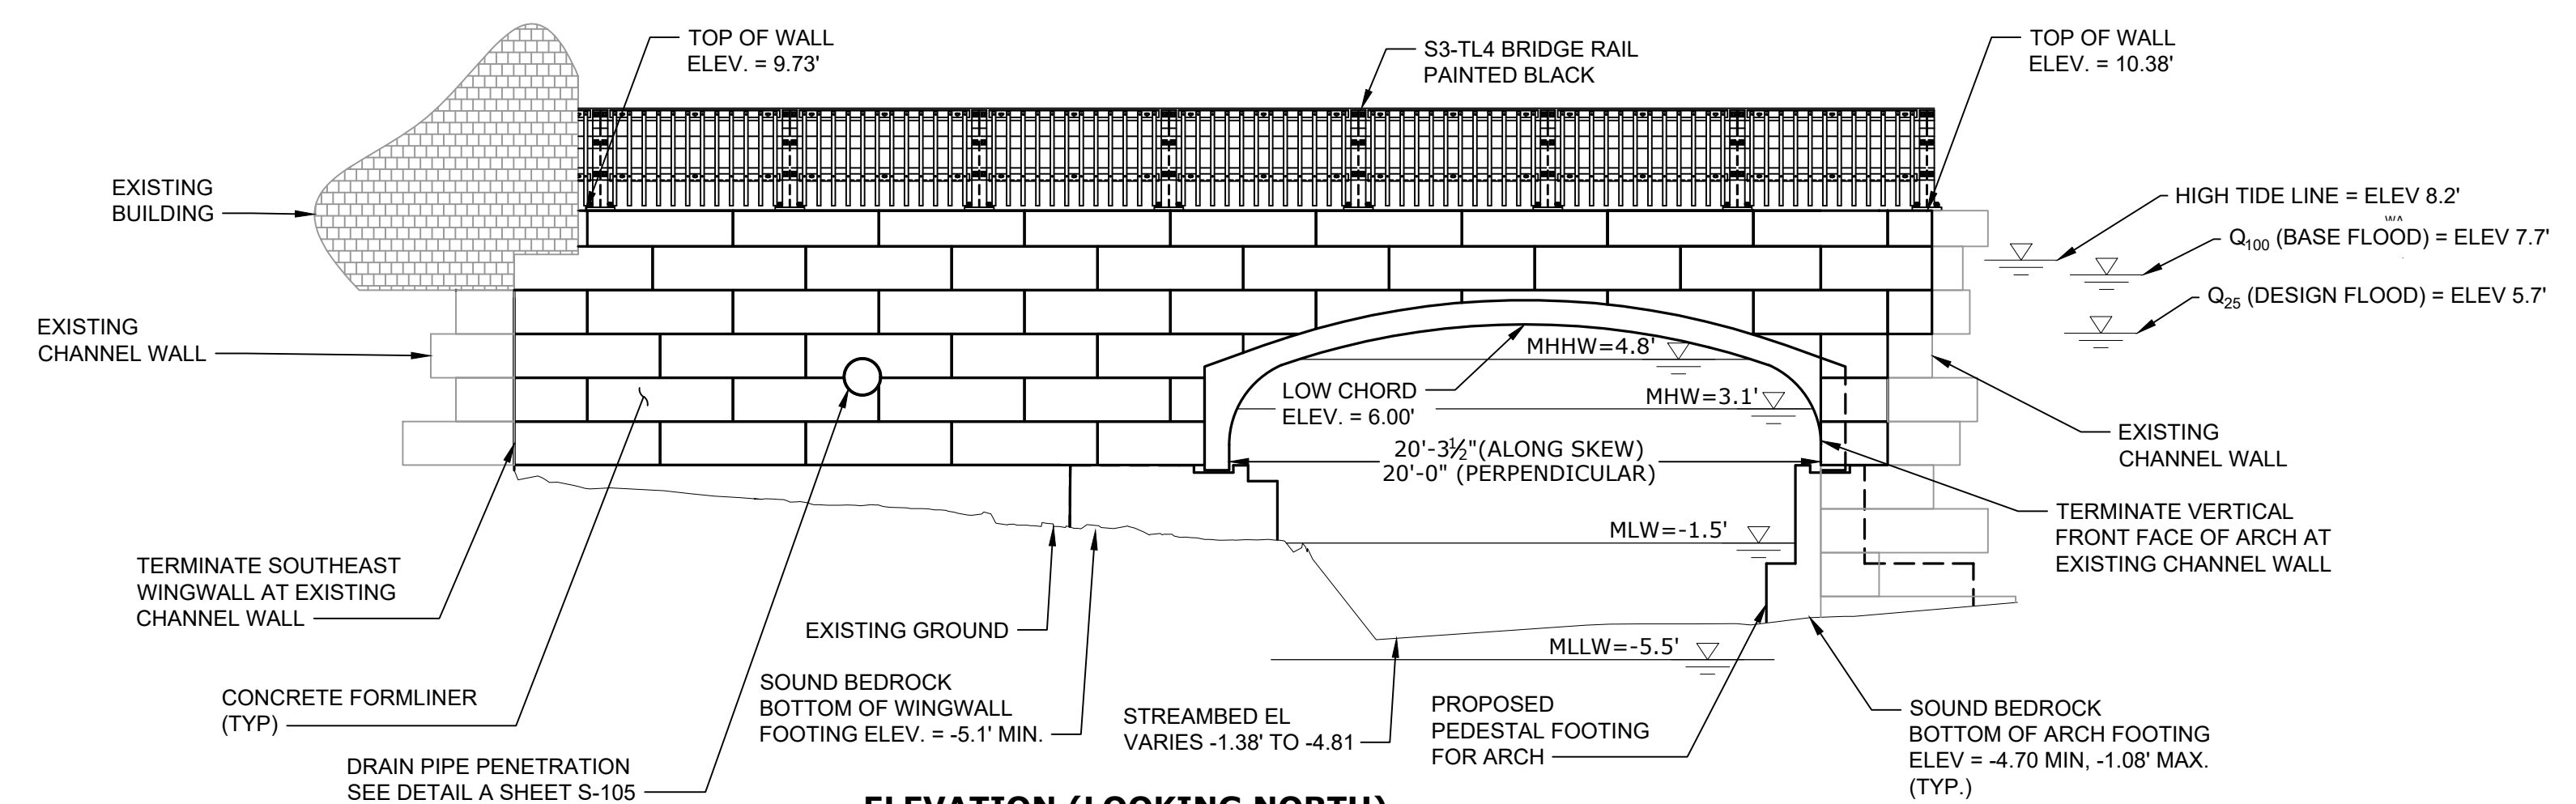 TOP OF WALL
ELEV. = 9.73'
S3-TL4 BRIDGE RAIL
PAINTED BLACK
TOP OF WALL
ELEV. = 10.38'
EXISTING
BUILDING
HIGH TIDE LINE = ELEV 8.2'
WA
Q100 (BASE FLOOD) = ELEV 7.7'
Q25 (DESIGN FLOOD) = ELEV 5.7'
EXISTING
CHANNEL WALL
MHHW=4.8'
LOW CHORD
ELEV. = 6.00'
MHW=3.1'
20'-3½"(ALONG SKEW)
20'-0" (PERPENDICULAR)
EXISTING
CHANNEL WALL
MLW=-1.5'
TERMINATE VERTICAL
FRONT FACE OF ARCH AT
EXISTING CHANNEL WALL
TERMINATE SOUTHEAST
WINGWALL AT EXISTING
CHANNEL WALL
EXISTING GROUND
MLLW=-5.5'
CONCRETE FORMLINER
(TYP)
SOUND BEDROCK
BOTTOM OF WINGWALL
FOOTING ELEV. = -5.1' MIN.
STREAMBED EL
VARIES -1.38' TO -4.81
PROPOSED
PEDESTAL FOOTING
FOR ARCH
SOUND BEDROCK
BOTTOM OF ARCH FOOTING
ELEV = -4.70 MIN, -1.08' MAX.
(TYP.)
DRAIN PIPE PENETRATION
SEE DETAIL A SHEET S-105
ELEVATION (LOOKING NORTH)